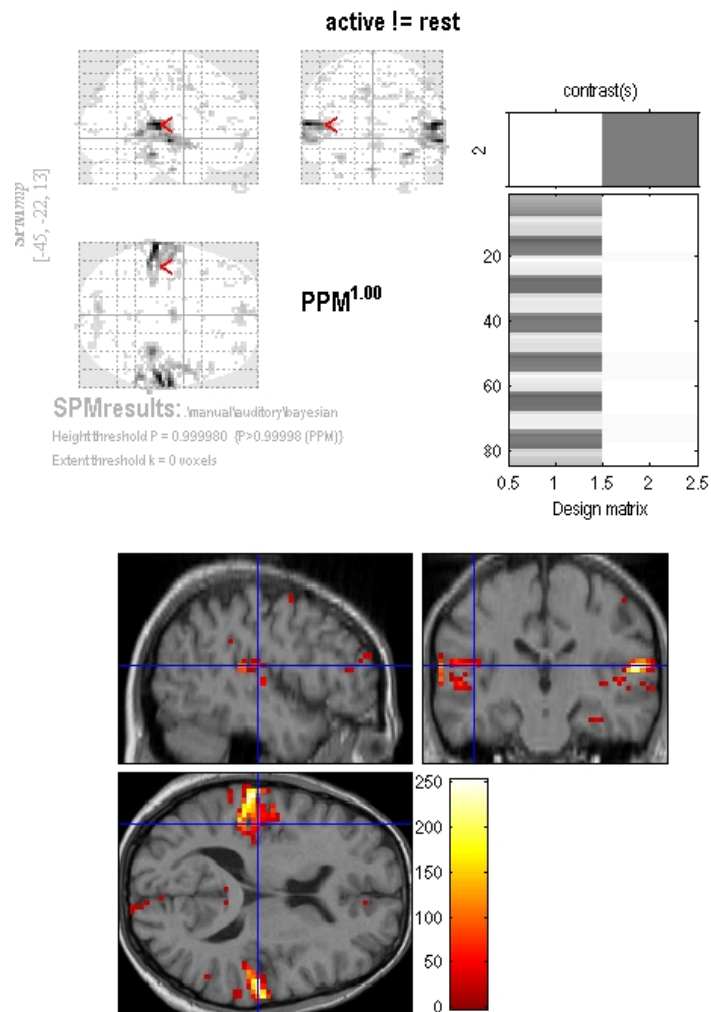 active != rest
contrast(s)
2
SPMmip
[-45, -22, 13]
PPM1.00
20
40
60
80
0.5 1 1.5 2 2.5
Design matrix
SPMresults: .\manual\auditory\bayesian
Height threshold P = 0.999980 {P>0.99998 (PPM)}
Extent threshold k = 0 voxels
250
200
150
100
50
0